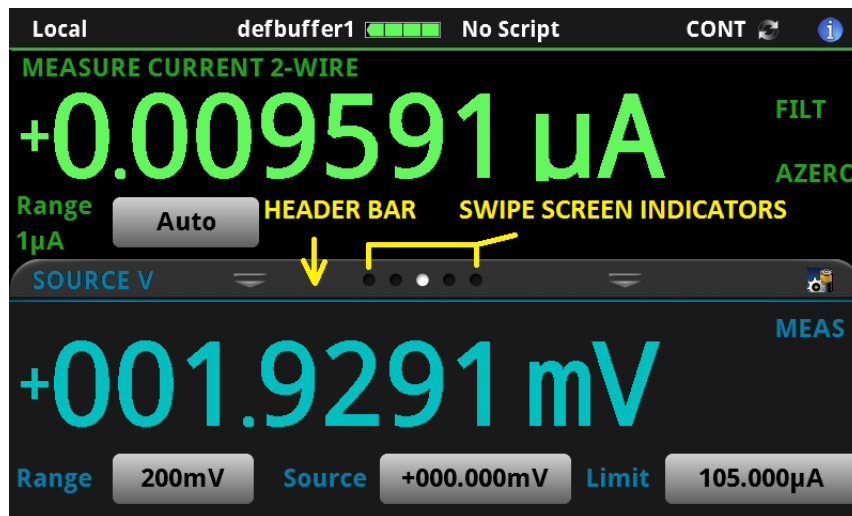 Local defbuffer1 No Script CONT i
MEASURE CURRENT 2-WIRE
+0.009591 µA
FILT
AZERO
Range Auto
1µA
HEADER BAR SWIPE SCREEN INDICATORS
SOURCE V
MEAS
+001.9291 mV
Range 200mV Source +000.000mV Limit 105.000µA